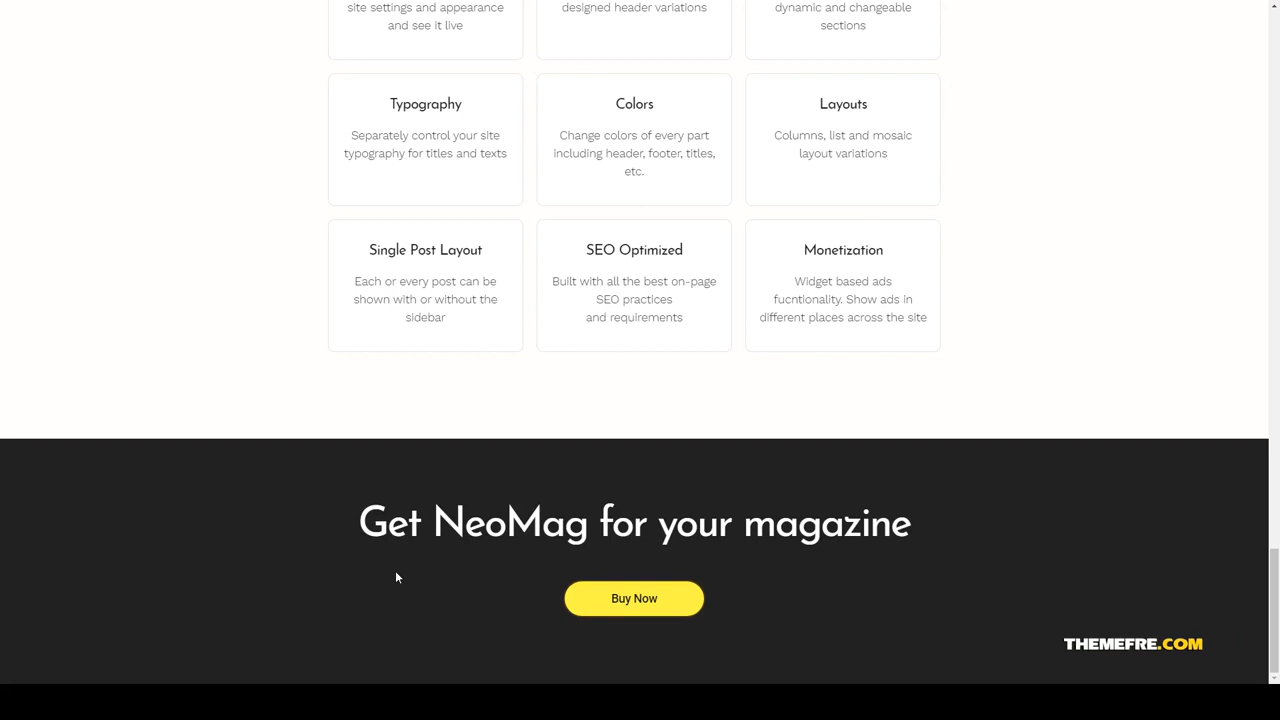 site settings and appearance
and see it live
designed header variations
dynamic and changeable
sections
Typography
Separately control your site
typography for titles and texts
Colors
Change colors of every part
including header, footer, titles,
etc.
Layouts
Columns, list and mosaic
layout variations
Single Post Layout
Each or every post can be
shown with or without the
sidebar
SEO Optimized
Built with all the best on-page
SEO practices
and requirements
Monetization
Widget based ads
fucntionality. Show ads in
different places across the site
Get NeoMag for your magazine
Buy Now
THEMEFRE.COM